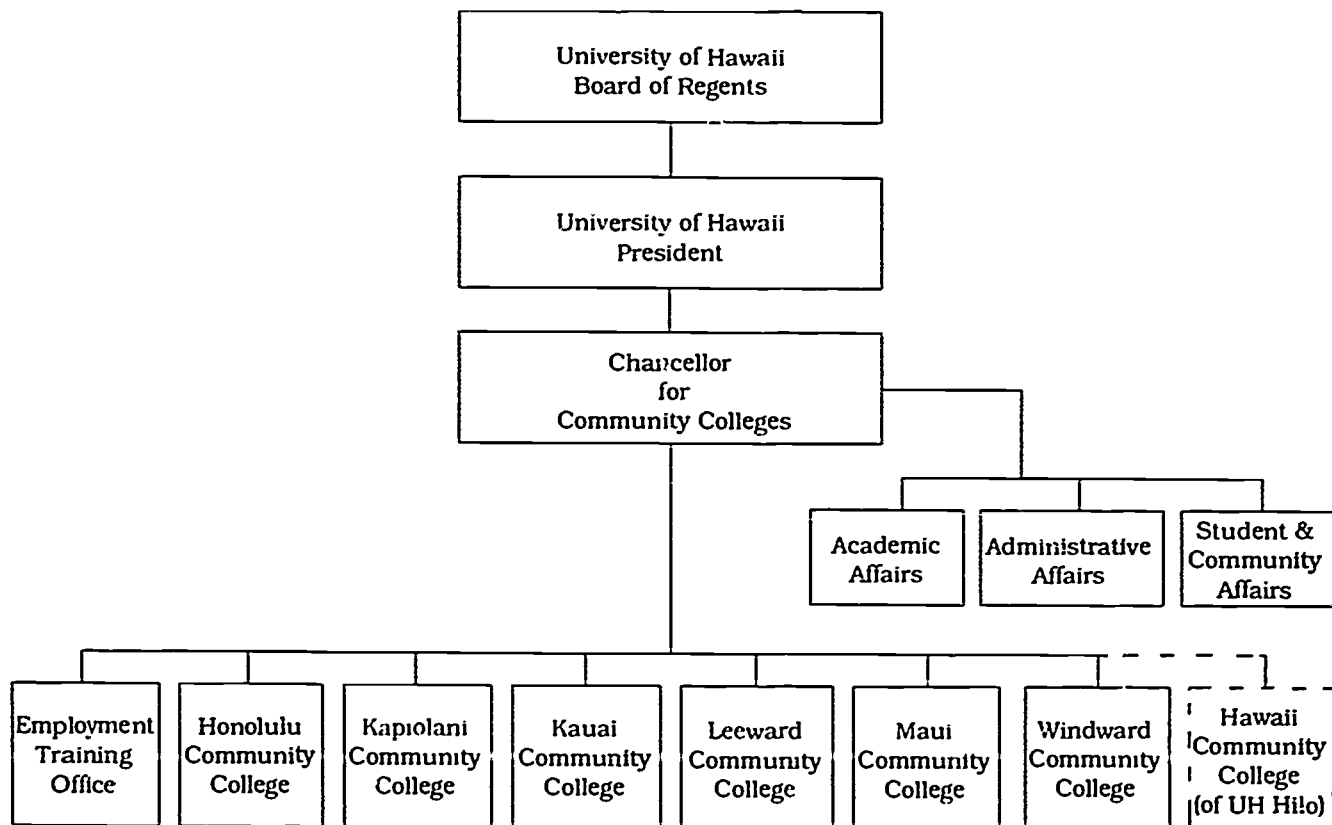 University of Hawaii
Board of Regents
University of Hawaii
President
Chancellor
for
Community Colleges
Academic
Affairs
Administrative
Affairs
Student &
Community
Affairs
Employment
Training
Office
Honolulu
Community
College
Kapiolani
Community
College
Kauai
Community
College
Leeward
Community
College
Maui
Community
College
Windward
Community
College
Hawaii
Community
College
(of UH Hilo)